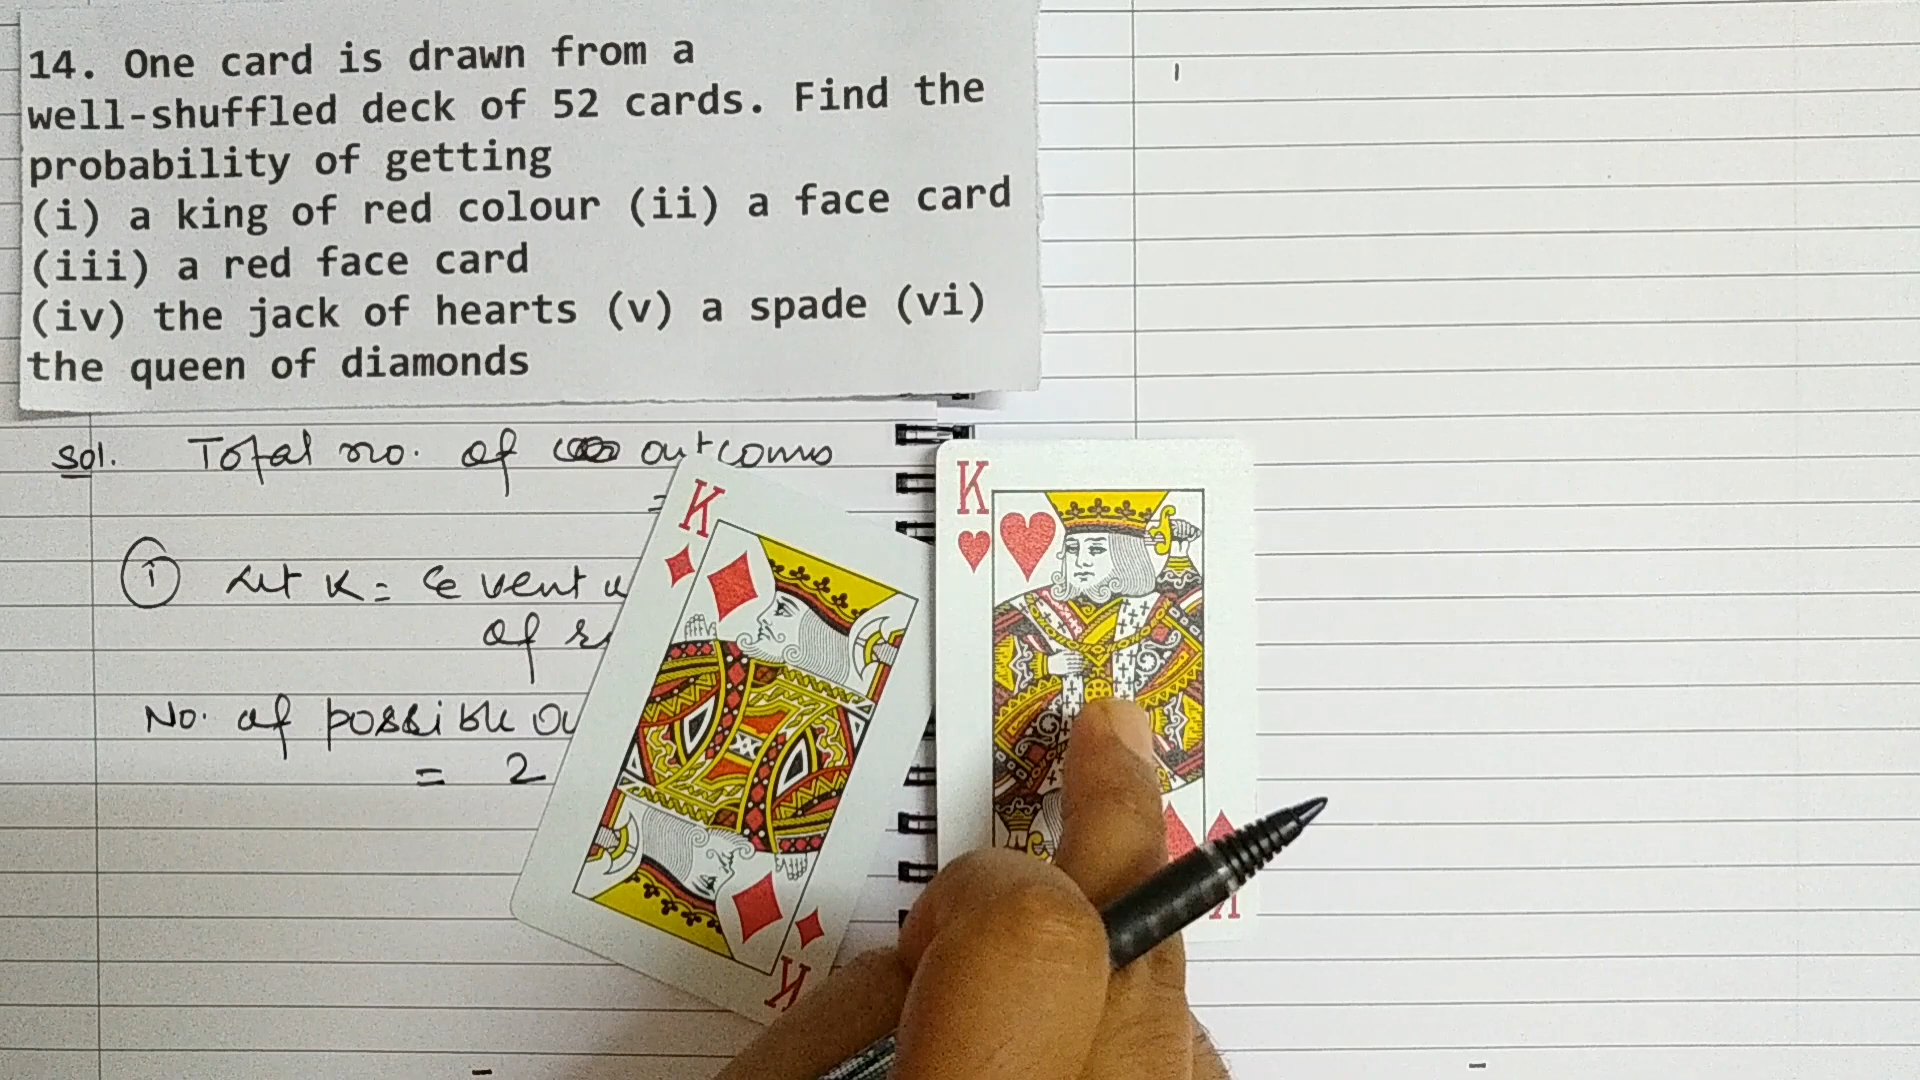 14. One card is drawn from a
well-shuffled deck of 52 cards. Find the
probability of getting
(i) a king of red colour (ii) a face card
(iii) a red face card
(iv) the jack of hearts (v) a spade (vi)
the queen of diamonds
Sol. Total no. of outcomes
=
K
K
(i) Let K = event
of
No. of possible
= 2
K
K